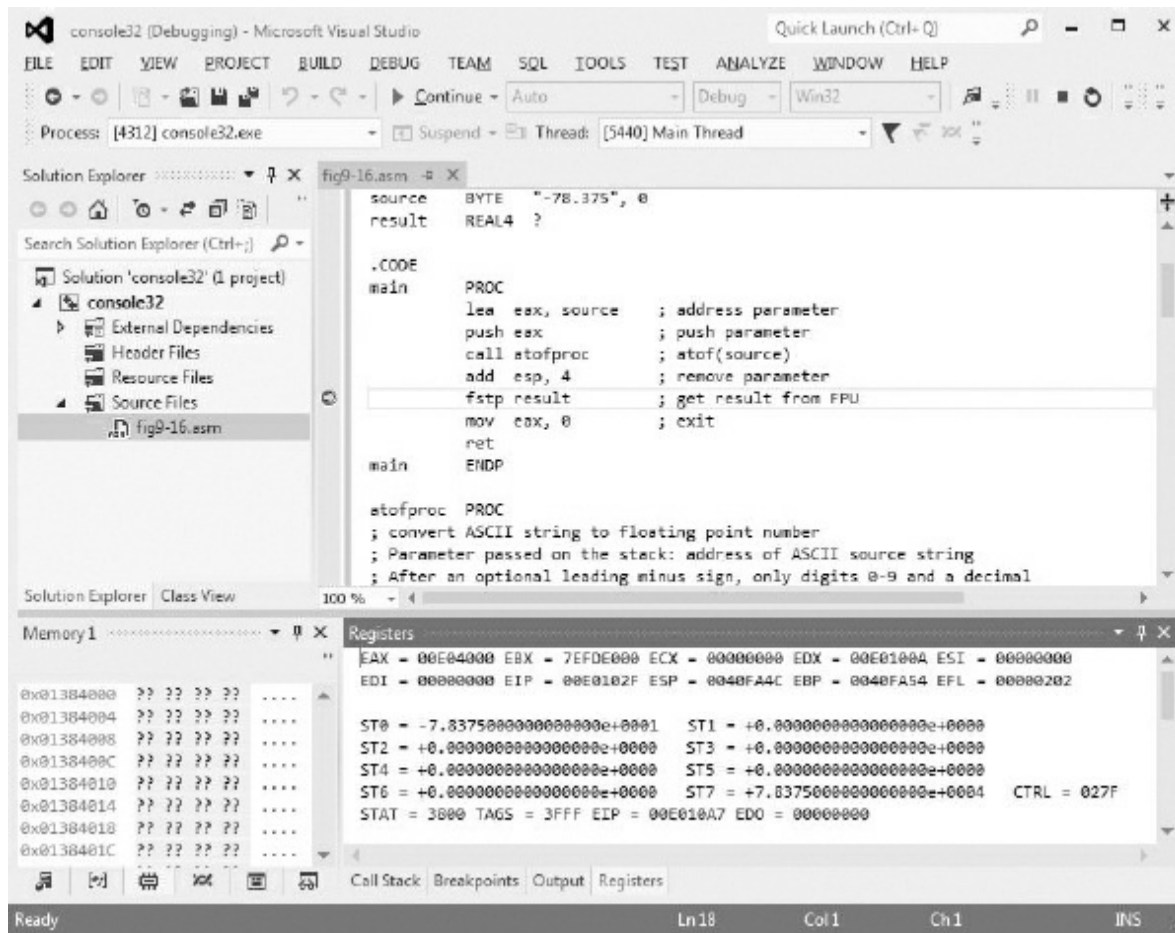 console32 (Debugging) - Microsoft Visual Studio
Quick Launch (Ctrl+Q)
FILE EDIT VIEW PROJECT BUILD DEBUG TEAM SQL TOOLS TEST ANALYZE WINDOW HELP
Continue Auto Debug Win32
Process: [4312] console32.exe Suspend Thread: [5440] Main Thread
Solution Explorer
fig9-16.asm
Search Solution Explorer (Ctrl+;)
Solution 'console32' (1 project)
console32
External Dependencies
Header Files
Resource Files
Source Files
fig9-16.asm
Solution Explorer Class View
source BYTE "-78.375", 0
result REAL4 ?
.CODE
main PROC
lea eax, source ; address parameter
push eax ; push parameter
call atofproc ; atof(source)
add esp, 4 ; remove parameter
fstp result ; get result from FPU
mov eax, 0 ; exit
ret
main ENDP
atofproc PROC
; convert ASCII string to floating point number
; Parameter passed on the stack: address of ASCII source string
; After an optional leading minus sign, only digits 0-9 and a decimal
100 %
Memory 1
0x01384000 ?? ?? ?? ?? ....
0x01384004 ?? ?? ?? ?? ....
0x01384008 ?? ?? ?? ?? ....
0x0138400C ?? ?? ?? ?? ....
0x01384010 ?? ?? ?? ?? ....
0x01384014 ?? ?? ?? ?? ....
0x01384018 ?? ?? ?? ?? ....
0x0138401C ?? ?? ?? ?? ....
Registers
EAX = 00E04000 EBX = 7EFDE000 ECX = 00000000 EDX = 00E0100A ESI = 00000000
EDI = 00000000 EIP = 00E0102F ESP = 0040FA4C EBP = 0040FA54 EFL = 00000202
ST0 = -7.8375000000000000e+0001 ST1 = +0.0000000000000000e+0000
ST2 = +0.0000000000000000e+0000 ST3 = +0.0000000000000000e+0000
ST4 = +0.0000000000000000e+0000 ST5 = +0.0000000000000000e+0000
ST6 = +0.0000000000000000e+0000 ST7 = +7.8375000000000000e+0004 CTRL = 027F
STAT = 3800 TAGS = 3FFF EIP = 00E010A7 EDO = 00000000
Call Stack Breakpoints Output Registers
Ready Ln 18 Col 1 Ch 1 INS